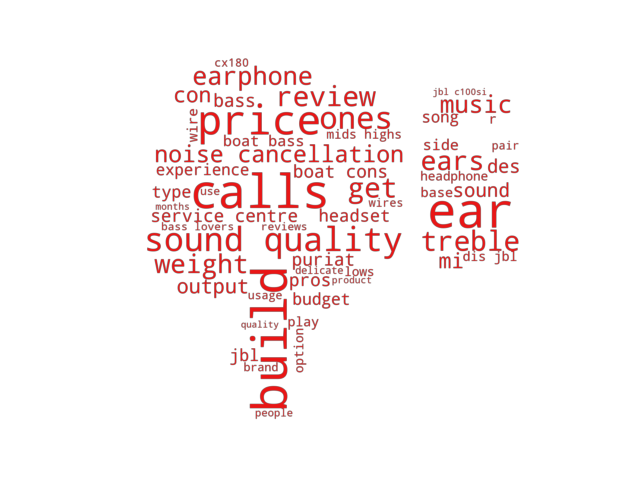 cx180
earphone
con
bass
review
jbl c100si
music
wire
price
ones
song
r
mids highs
boat bass
side
pair
noise cancellation
ears
des
experience
boat cons
headphone
type
use
calls
get
wires
base
sound
months
service centre
headset
ear
bass lovers
reviews
sound quality
treble
weight
puriat
mi
dis jbl
delicate
lows
output
pros
product
usage
budget
build
quality
play
option
jbl
brand
people